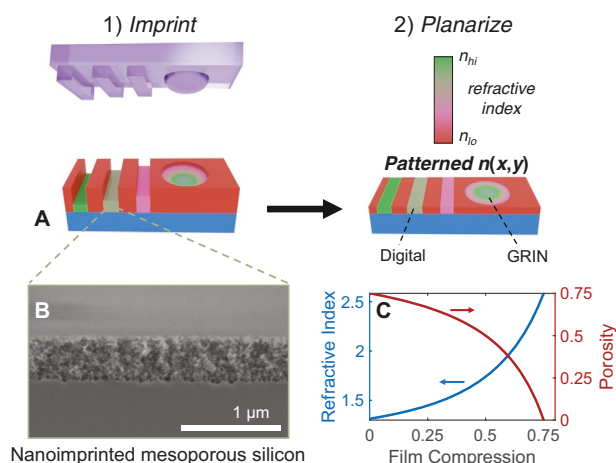 1) Imprint
2) Planarize
n_hi
refractive
index
n_lo
Patterned n(x,y)
A
Digital
GRIN
B
1 µm
Nanoimprinted mesoporous silicon
C
Refractive Index
2.5
2
1.5
0.75
0.5
0.25
0
Porosity
0
0.25
0.50
0.75
Film Compression